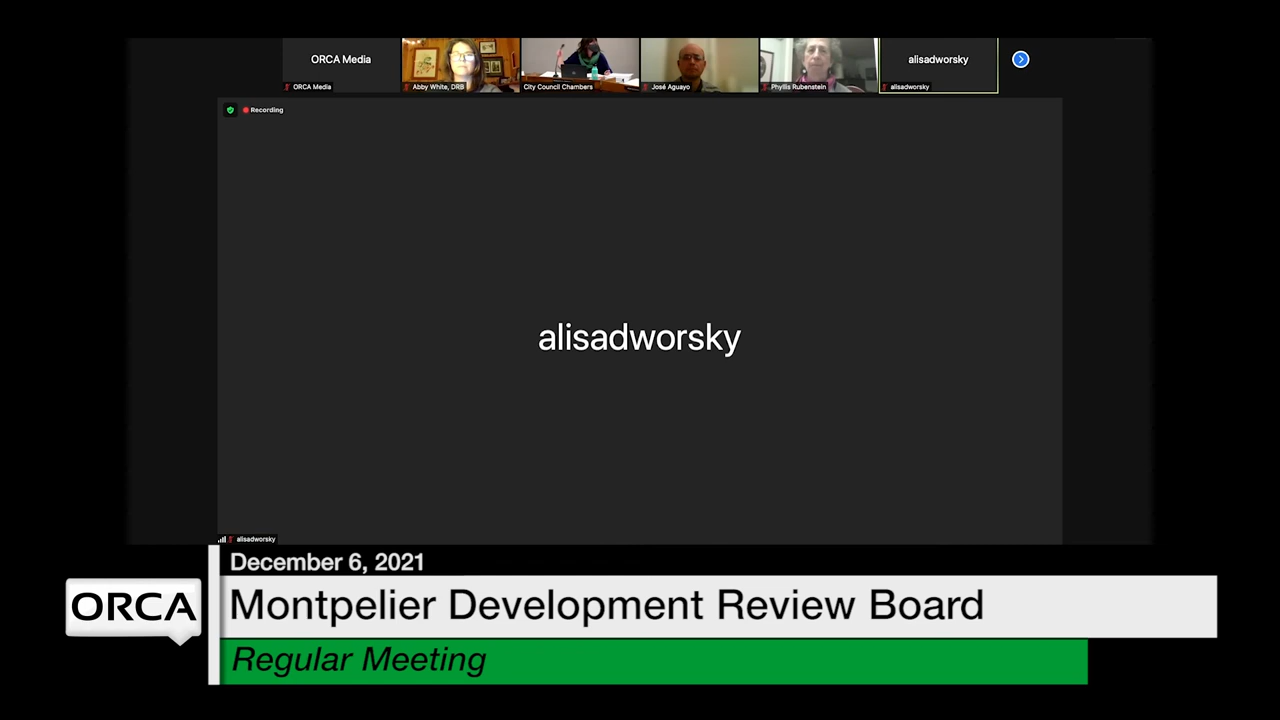 ORCA Media
alisadworsky
ORCA Media
Abby White, DRB
City Council Chambers
José Aguayo
Phyllis Rubenstein
alisadworsky
Recording
alisadworsky
alisadworsky
December 6, 2021
ORCA
Montpelier Development Review Board
Regular Meeting